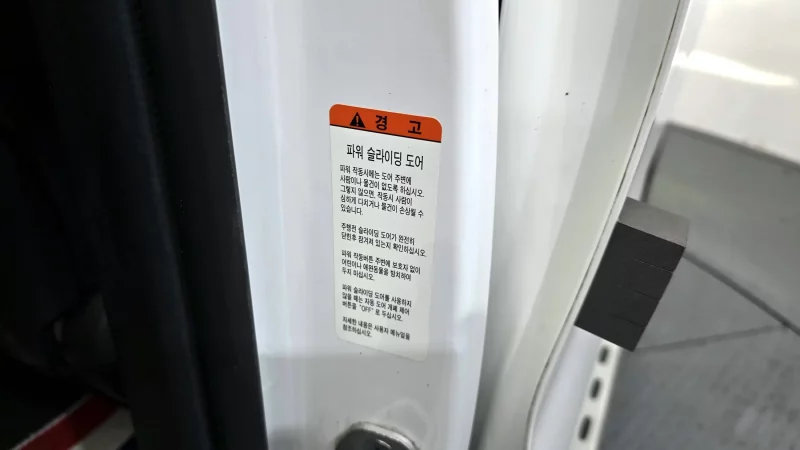 경 고
파워 슬라이딩 도어
파워 작동시에는 도어 주변에
사람이나 물건이 없도록 하십시오.
그렇지 않으면, 작동시 사람이
심하게 다치거나 물건이 손상될 수
있습니다.
주행전 슬라이딩 도어가 완전히
닫힌후 잠겨져 있는지 확인하십시오.
파워 작동버튼 주변에 보호자 없이
어린이나 애완동물을 방치하여
두지 마십시오.
파워 슬라이딩 도어를 사용하지
않을 때는 자동 도어 개폐 제어
버튼을 "OFF" 로 두십시오.
자세한 내용은 사용자 매뉴얼을
참조하십시오.